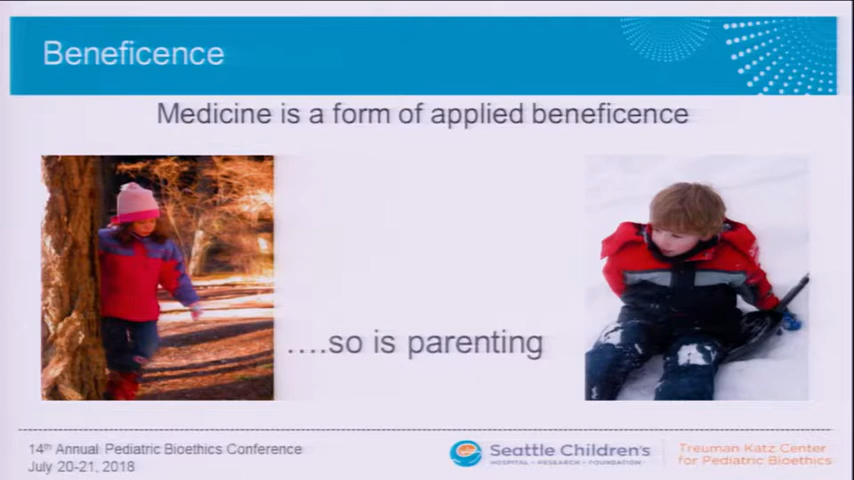 Beneficence
Medicine is a form of applied beneficence
....so is parenting
14th Annual Pediatric Bioethics Conference
July 20-21, 2018
Seattle Children's
HOSPITAL • RESEARCH • FOUNDATION
Treuman Katz Center
for Pediatric Bioethics